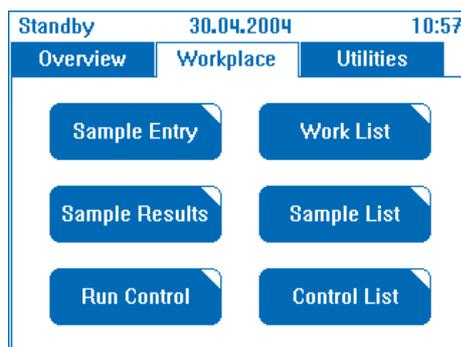 Standby 30.04.2004 10:57
Overview Workplace Utilities
Sample Entry Work List
Sample Results Sample List
Run Control Control List